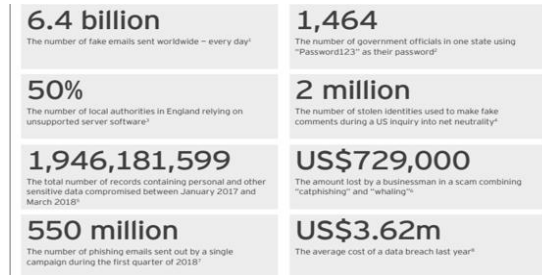 6.4 billion
The number of fake emails sent worldwide – every day¹
1,464
The number of government officials in one state using
"Password123" as their password²
50%
The number of local authorities in England relying on
unsupported server software³
2 million
The number of stolen identities used to make fake
comments during a US inquiry into net neutrality⁴
1,946,181,599
The total number of records containing personal and other
sensitive data compromised between January 2017 and
March 2018⁵
US$729,000
The amount lost by a businessman in a scam combining
"catphishing" and "whaling"⁶
550 million
The number of phishing emails sent out by a single
campaign during the first quarter of 2018⁷
US$3.62m
The average cost of a data breach last year⁸